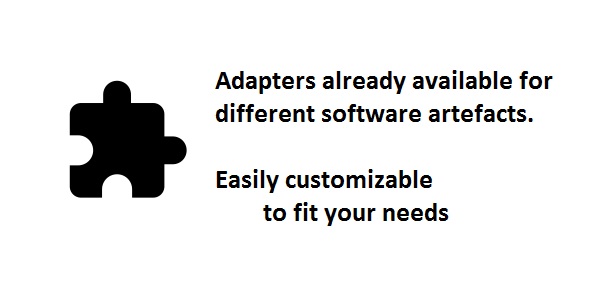 Adapters already available for
different software artefacts.
Easily customizable
to fit your needs